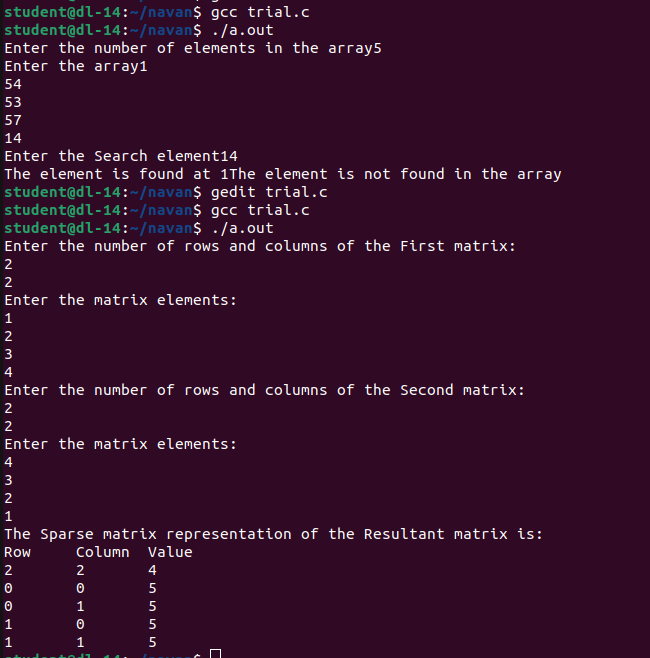 student@dl-14:~/navan$ gcc trial.c
student@dl-14:~/navan$ ./a.out
Enter the number of elements in the array5
Enter the array1
54
53
57
14
Enter the Search element14
The element is found at 1The element is not found in the array
student@dl-14:~/navan$ gedit trial.c
student@dl-14:~/navan$ gcc trial.c
student@dl-14:~/navan$ ./a.out
Enter the number of rows and columns of the First matrix:
2
2
Enter the matrix elements:
1
2
3
4
Enter the number of rows and columns of the Second matrix:
2
2
Enter the matrix elements:
4
3
2
1
The Sparse matrix representation of the Resultant matrix is:
Row Column Value
2 2 4
0 0 5
0 1 5
1 0 5
1 1 5
student@dl-14:~/navan$